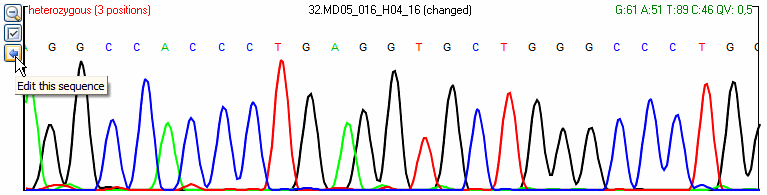 heterozygous (3 positions) 32.MD05_016_H04_16 (changed) G:61 A:51 T:89 C:46 QV: 0,5
G G C C A C C C T G A G G T G C T G G G C C C T G
Edit this sequence